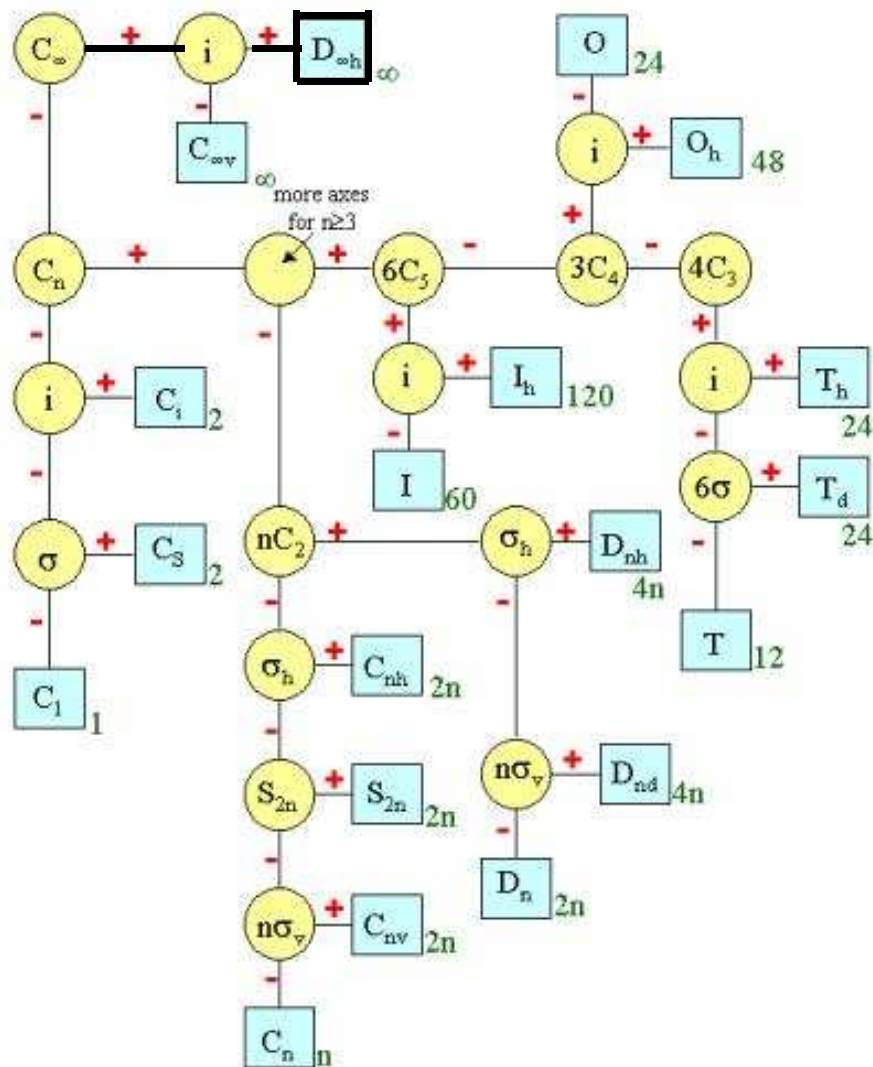 C∞ + i + D∞h ∞
O 24
-
-
-
C∞v ∞
i + Oh 48
more axes
for n≥3
+
Cn + + 6C5 - 3C4 - 4C3
-
-
+
+
i + Ci 2
i + Ih 120
i + Th 24
-
-
-
I 60
6σ + Td 24
σ + CS 2
nC2 + σh + Dnh 4n
-
-
-
-
T 12
C1 1
σh + Cnh 2n
-
S2n + S2n 2n
nσv + Dnd 4n
-
-
Dn 2n
nσv + Cnv 2n
-
Cn n